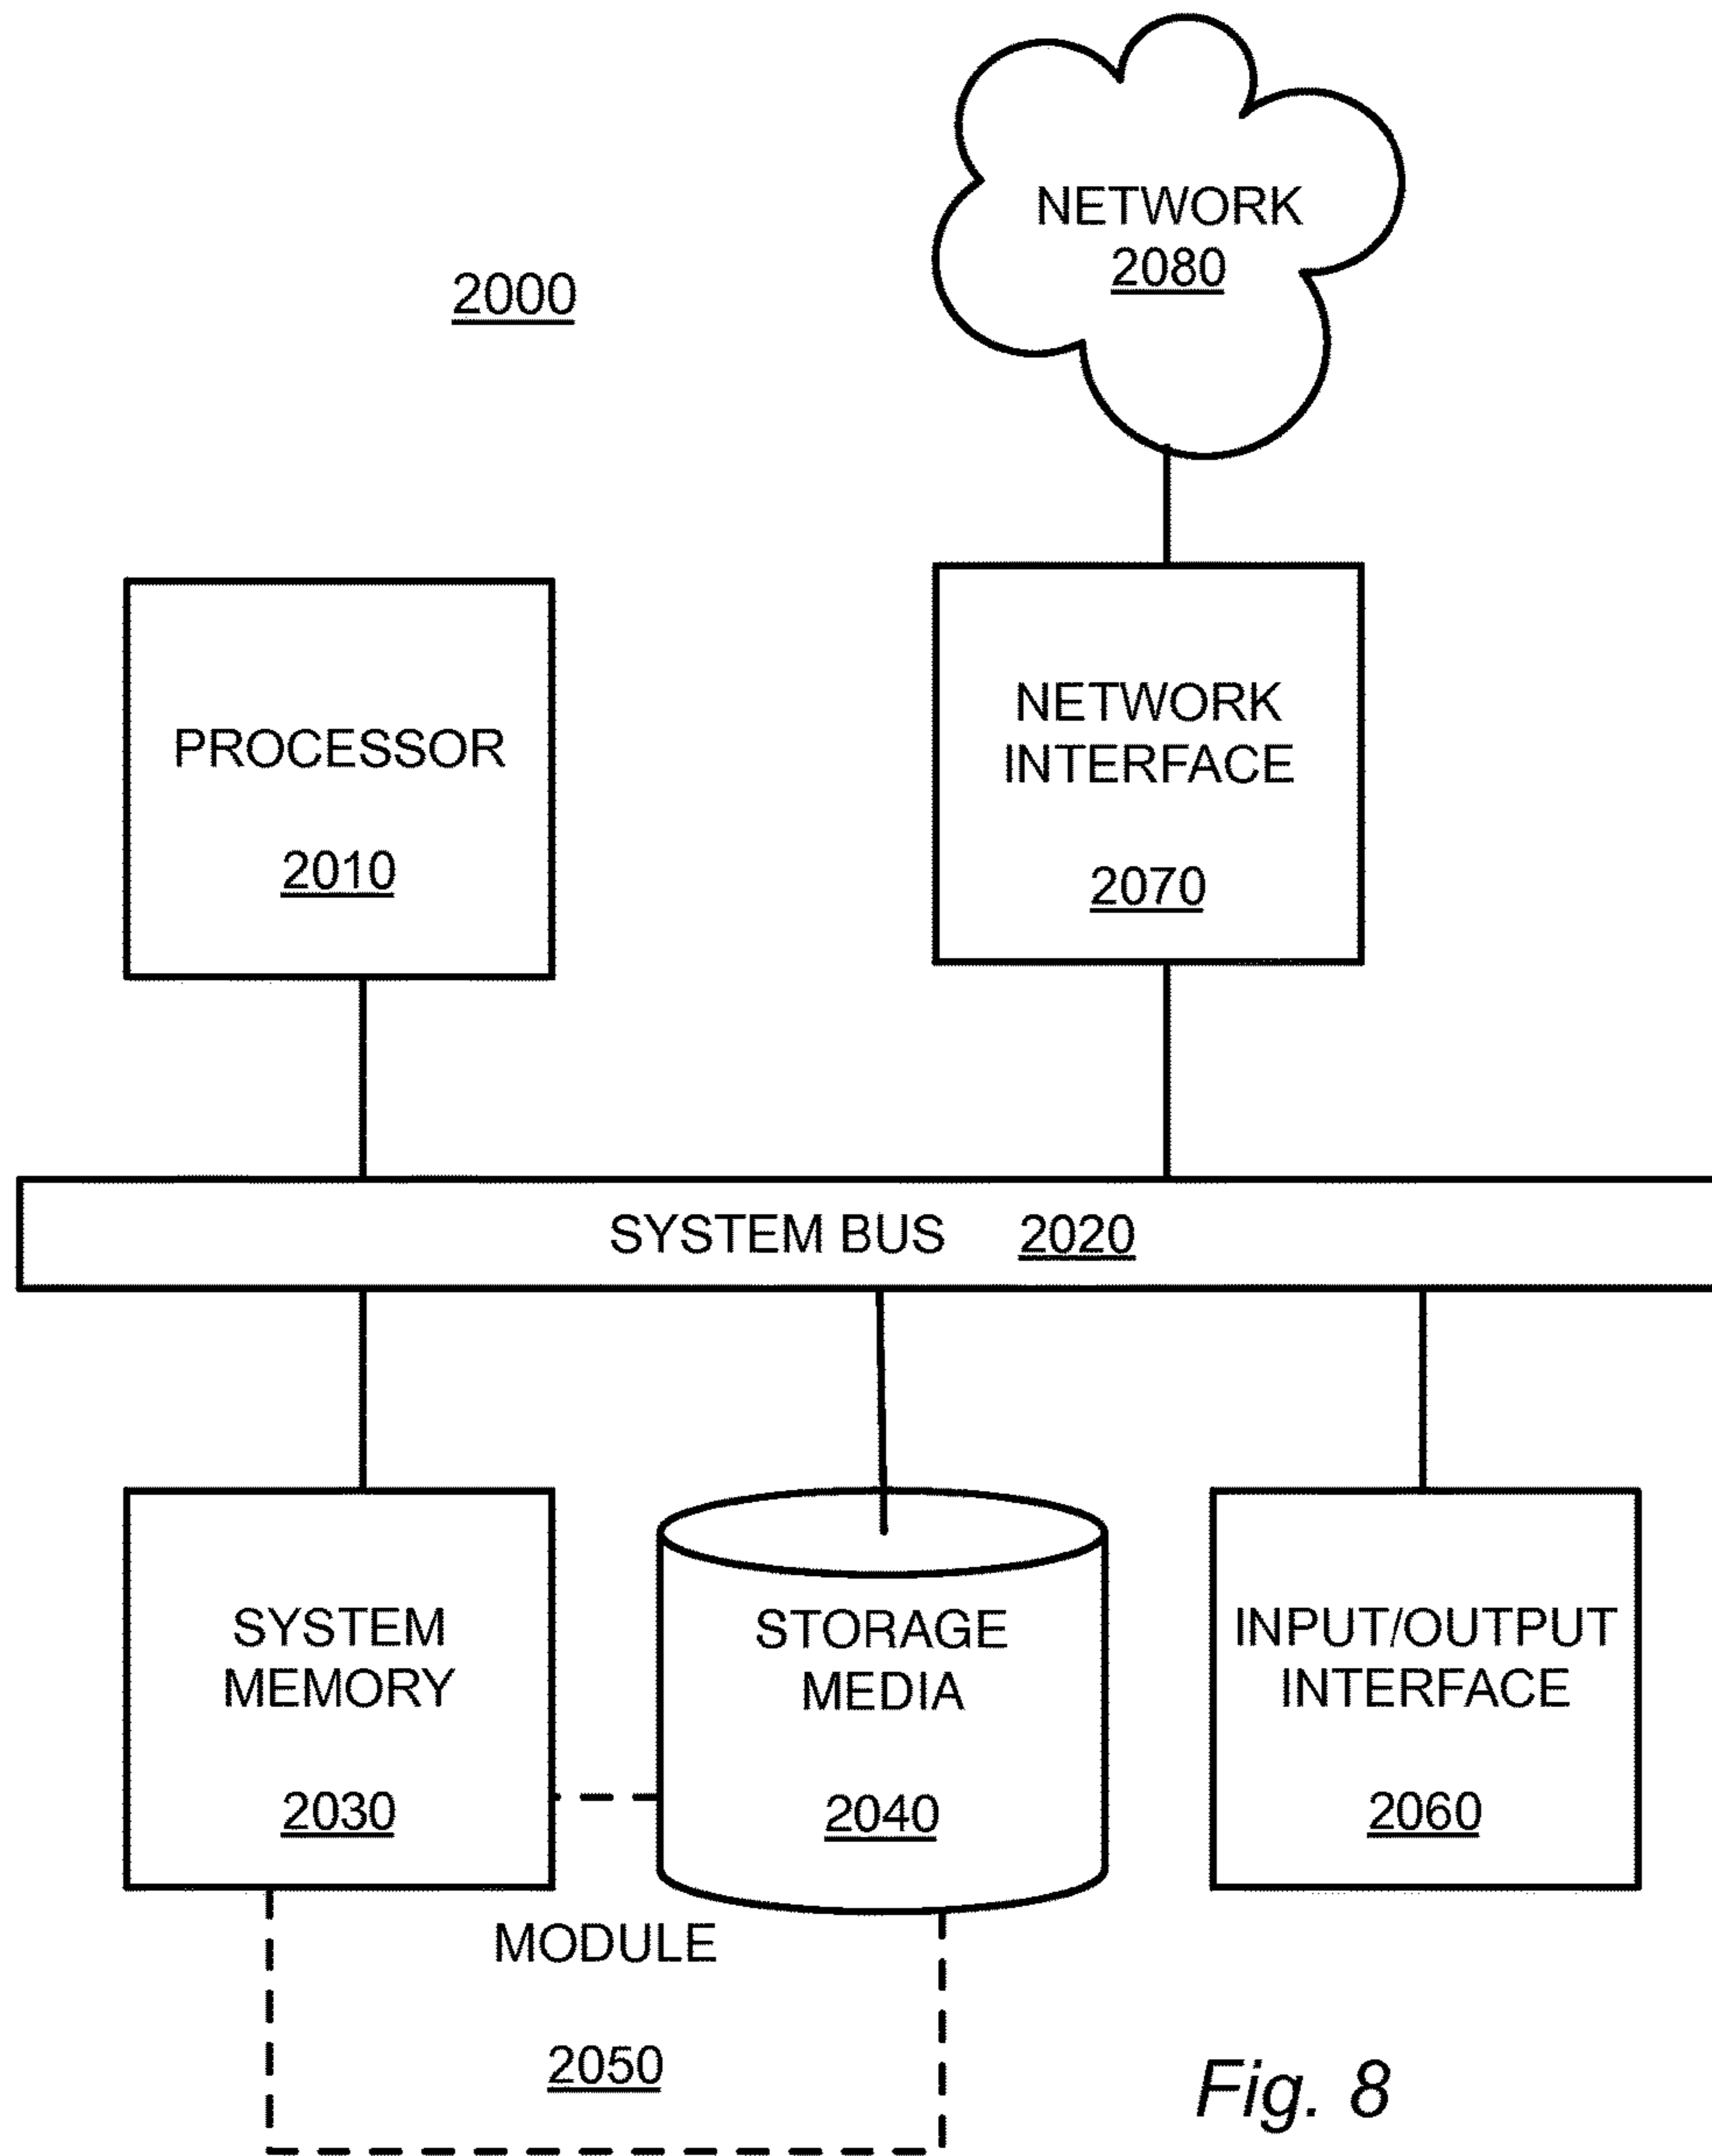 NETWORK
2080
2000
PROCESSOR
2010
NETWORK
INTERFACE
2070
SYSTEM BUS 2020
SYSTEM
MEMORY
2030
STORAGE
MEDIA
2040
INPUT/OUTPUT
INTERFACE
2060
MODULE
2050
Fig. 8